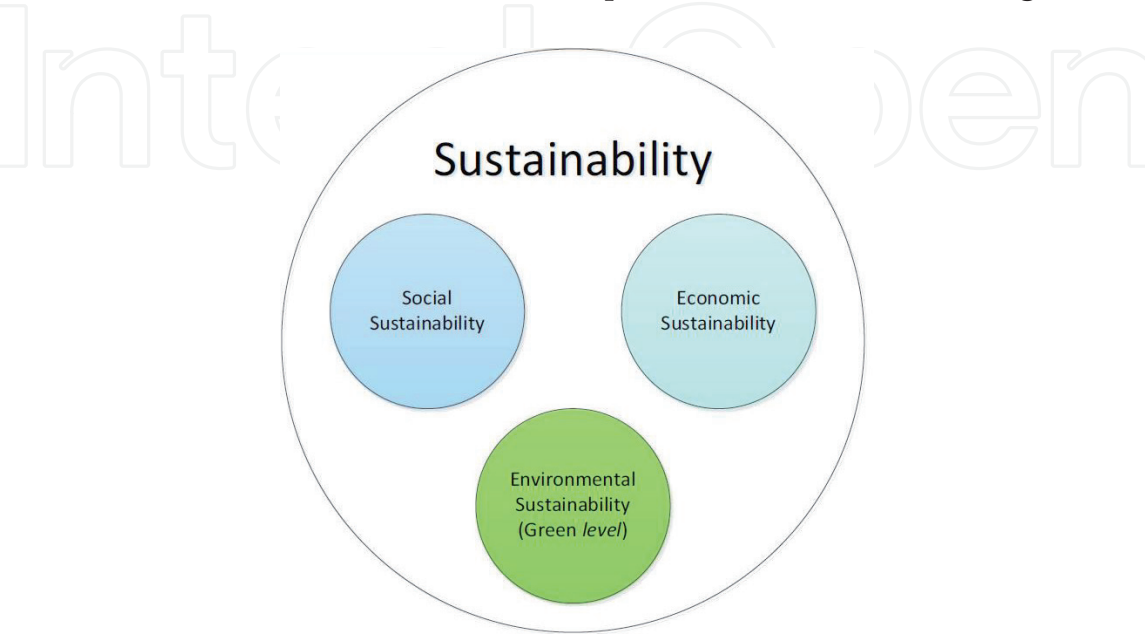 Sustainability
Social
Sustainability
Economic
Sustainability
Environmental
Sustainability
(Green level)